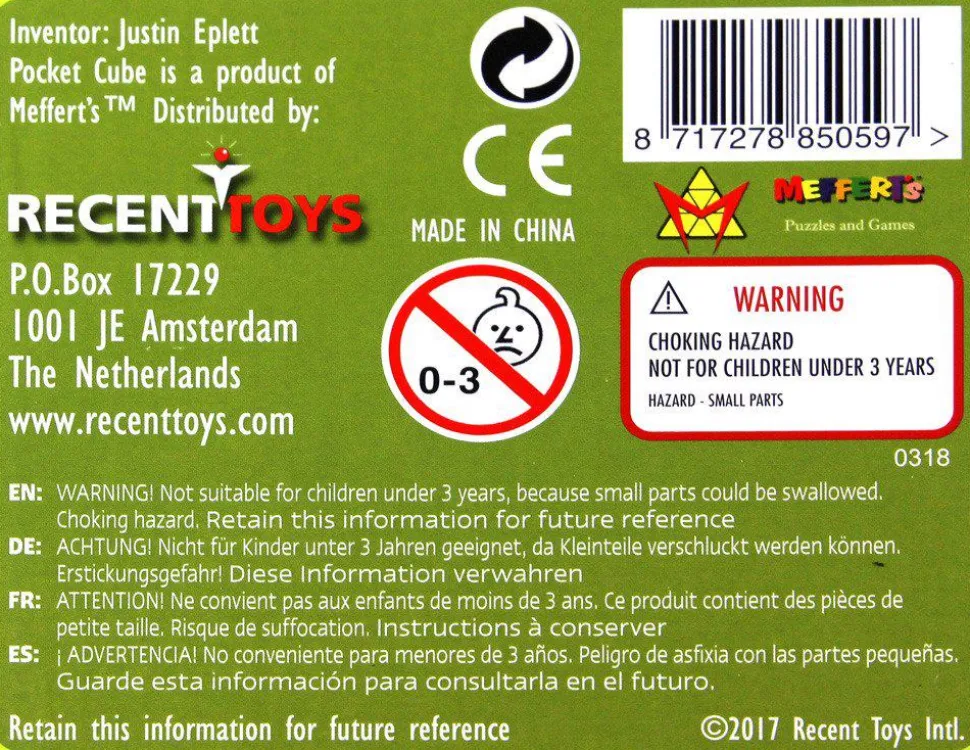 Inventor: Justin Eplett
Pocket Cube is a product of
Meffert's™ Distributed by:
RECENTTOYS
P.O.Box 17229
1001 JE Amsterdam
The Netherlands
www.recenttoys.com
CE
MADE IN CHINA
0-3
8 717278 850597 >
MEFFERT'S
Puzzles and Games
WARNING
CHOKING HAZARD
NOT FOR CHILDREN UNDER 3 YEARS
HAZARD - SMALL PARTS
0318
EN: WARNING! Not suitable for children under 3 years, because small parts could be swallowed.
Choking hazard. Retain this information for future reference
DE: ACHTUNG! Nicht für Kinder unter 3 Jahren geeignet, da Kleinteile verschluckt werden können.
Erstickungsgefahr! Diese Information verwahren
FR: ATTENTION! Ne convient pas aux enfants de moins de 3 ans. Ce produit contient des pièces de
petite taille. Risque de suffocation. Instructions à conserver
ES: ¡ ADVERTENCIA! No conveniente para menores de 3 años. Peligro de asfixia con las partes pequeñas.
Guarde esta información para consultarla en el futuro.
Retain this information for future reference
©2017 Recent Toys Intl.